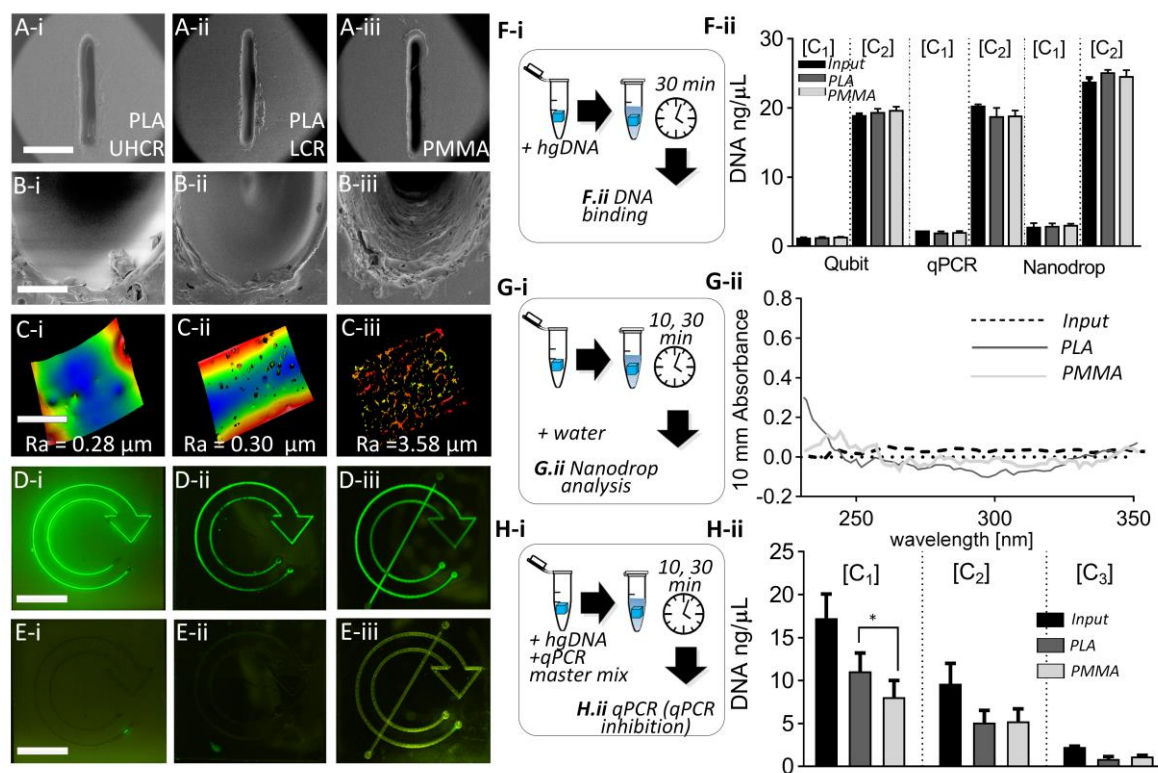 A-i
PLA
UHCR
A-ii
PLA
LCR
A-iii
PMMA
B-i
B-ii
B-iii
C-i
Ra = 0.28 μm
C-ii
Ra = 0.30 μm
C-iii
Ra =3.58 μm
D-i
D-ii
D-iii
E-i
E-ii
E-iii
F-i
+ hgDNA
30 min
F.ii DNA
binding
F-ii
DNA ng/μL
30
20
10
0
[C1]
[C2]
[C1]
[C2]
[C1]
[C2]
Input
PLA
PMMA
Qubit
qPCR
Nanodrop
G-i
10, 30
min
+ water
G.ii Nanodrop
analysis
G-ii
10 mm Absorbance
0.8
0.6
0.4
0.2
0.0
-0.2
Input
PLA
PMMA
250
300
350
wavelength [nm]
H-i
10, 30
min
+ hgDNA
+qPCR
master mix
H.ii qPCR (qPCR
inhibition)
H-ii
DNA ng/μL
25
20
15
10
5
0
[C1]
[C2]
[C3]
*
Input
PLA
PMMA